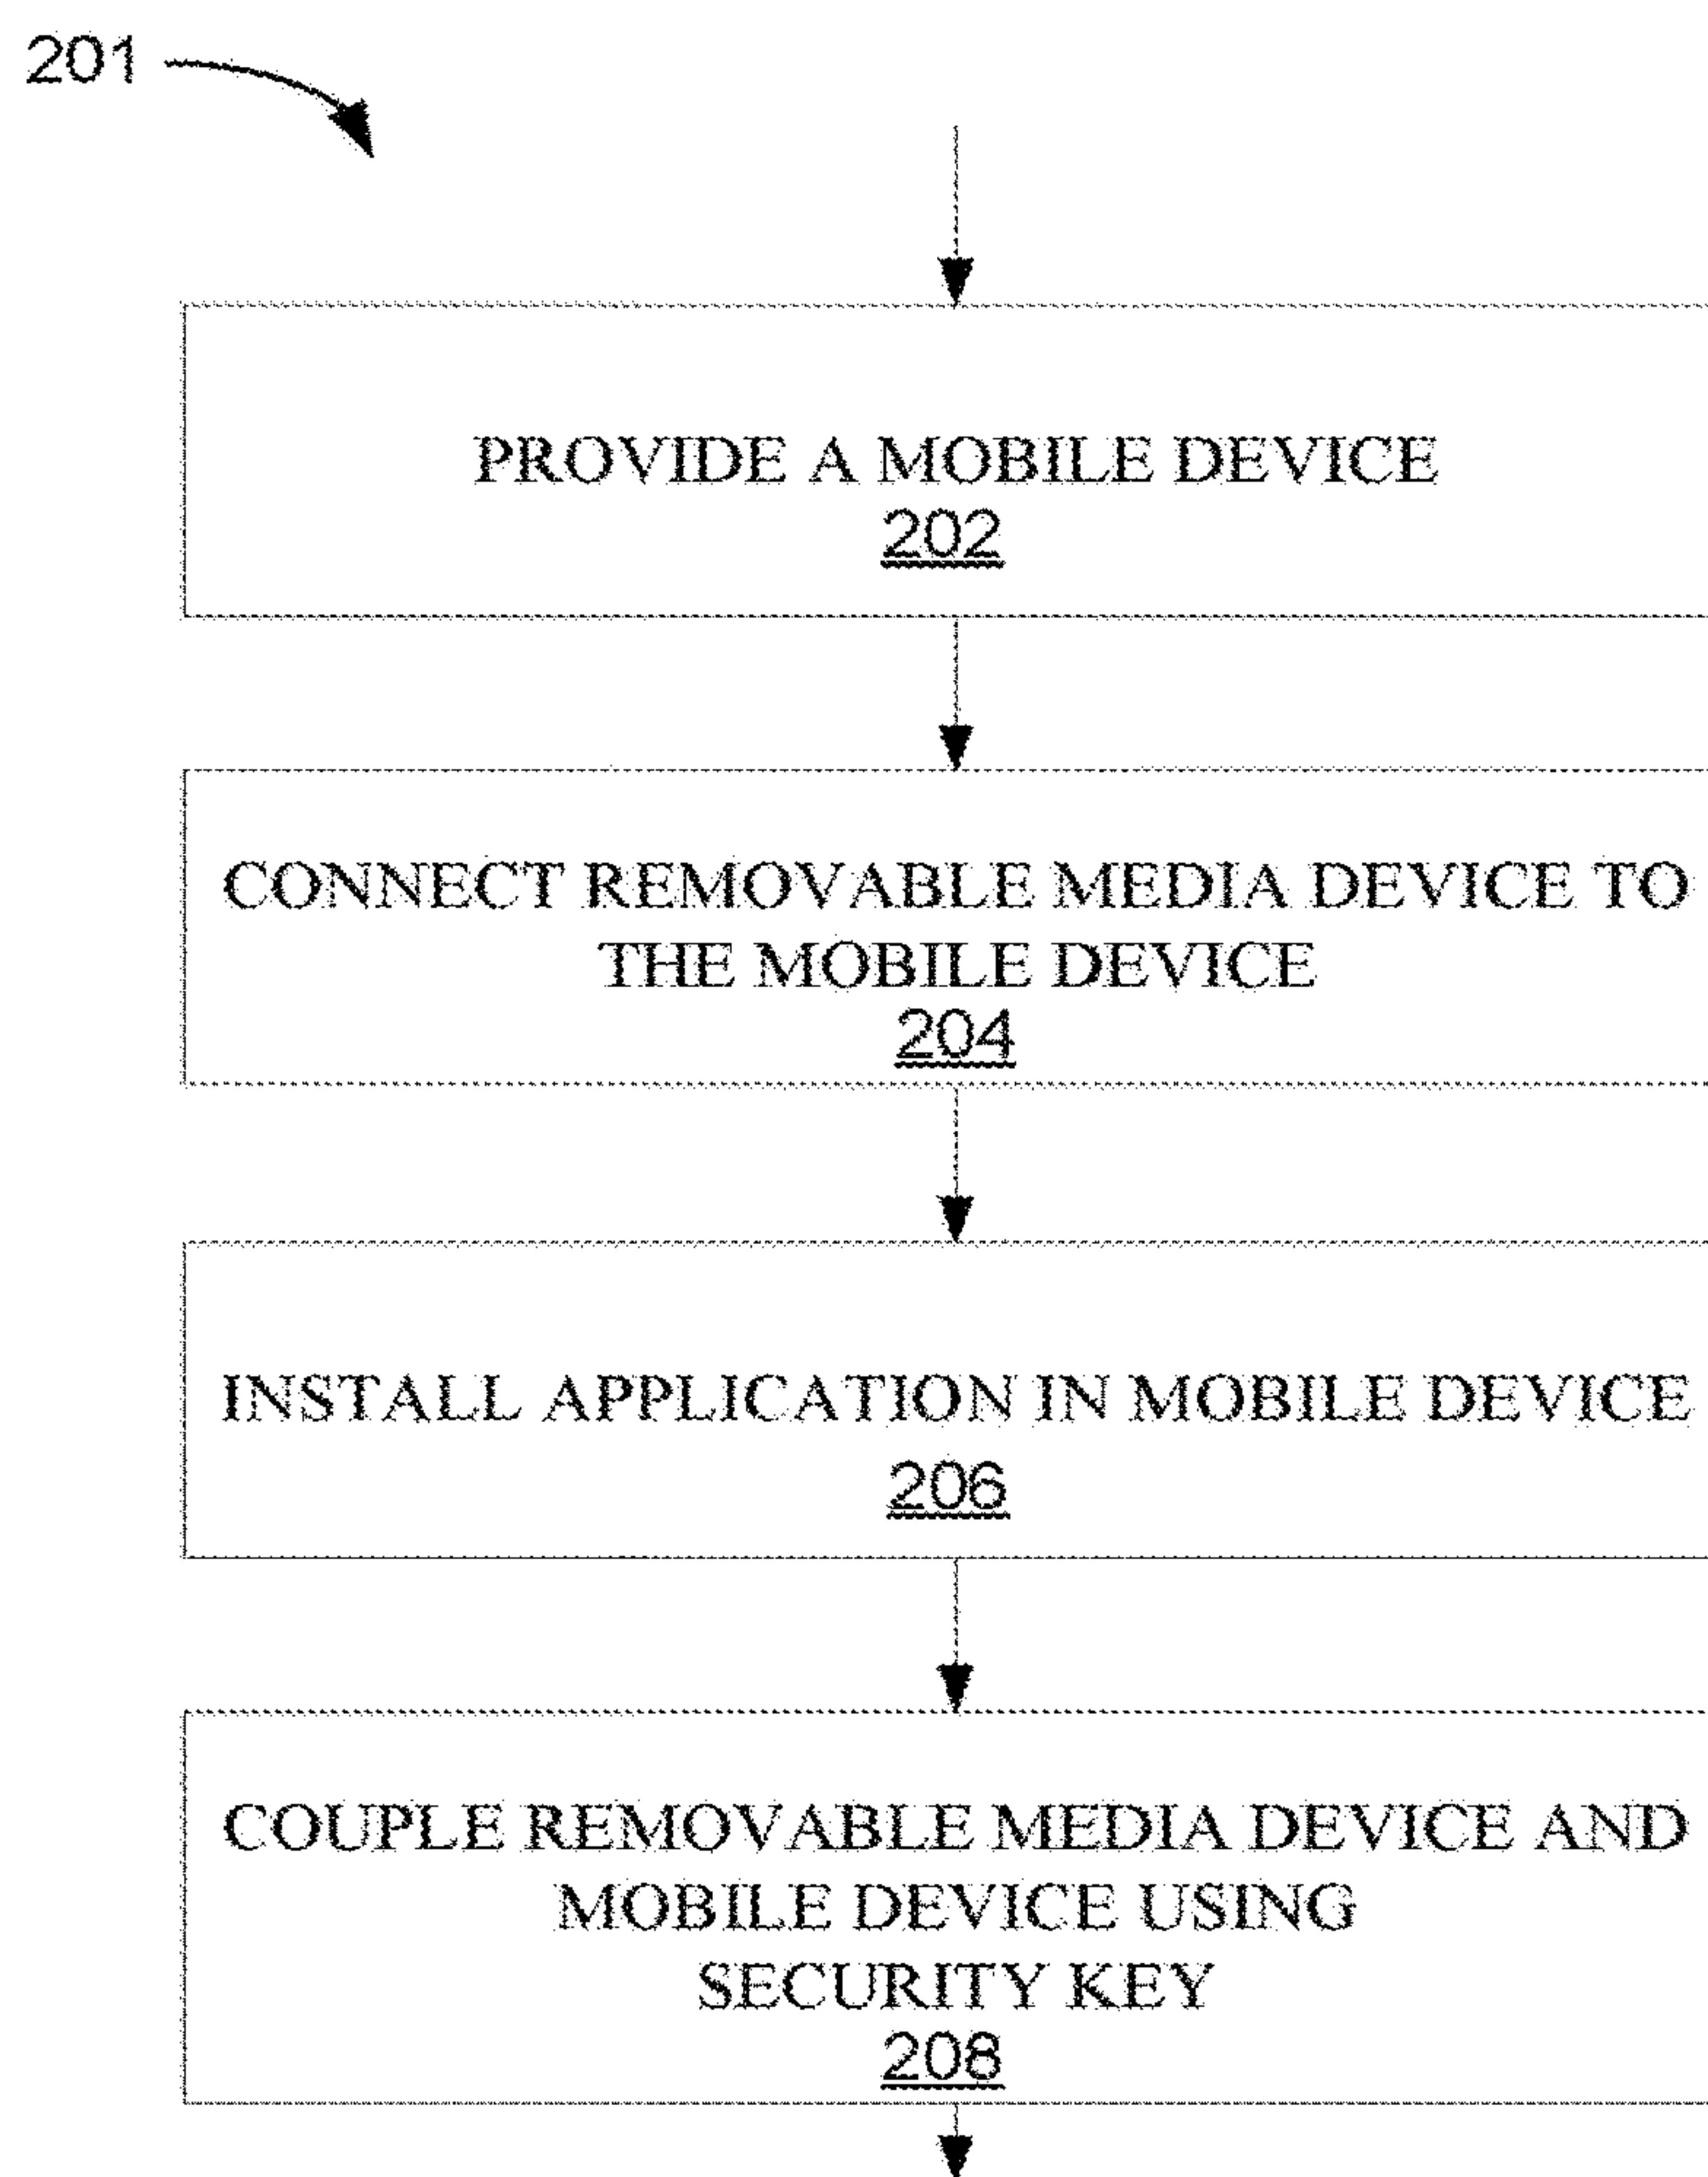 201
PROVIDE A MOBILE DEVICE
202
CONNECT REMOVABLE MEDIA DEVICE TO
THE MOBILE DEVICE
204
INSTALL APPLICATION IN MOBILE DEVICE
206
COUPLE REMOVABLE MEDIA DEVICE AND
MOBILE DEVICE USING
SECURITY KEY
208